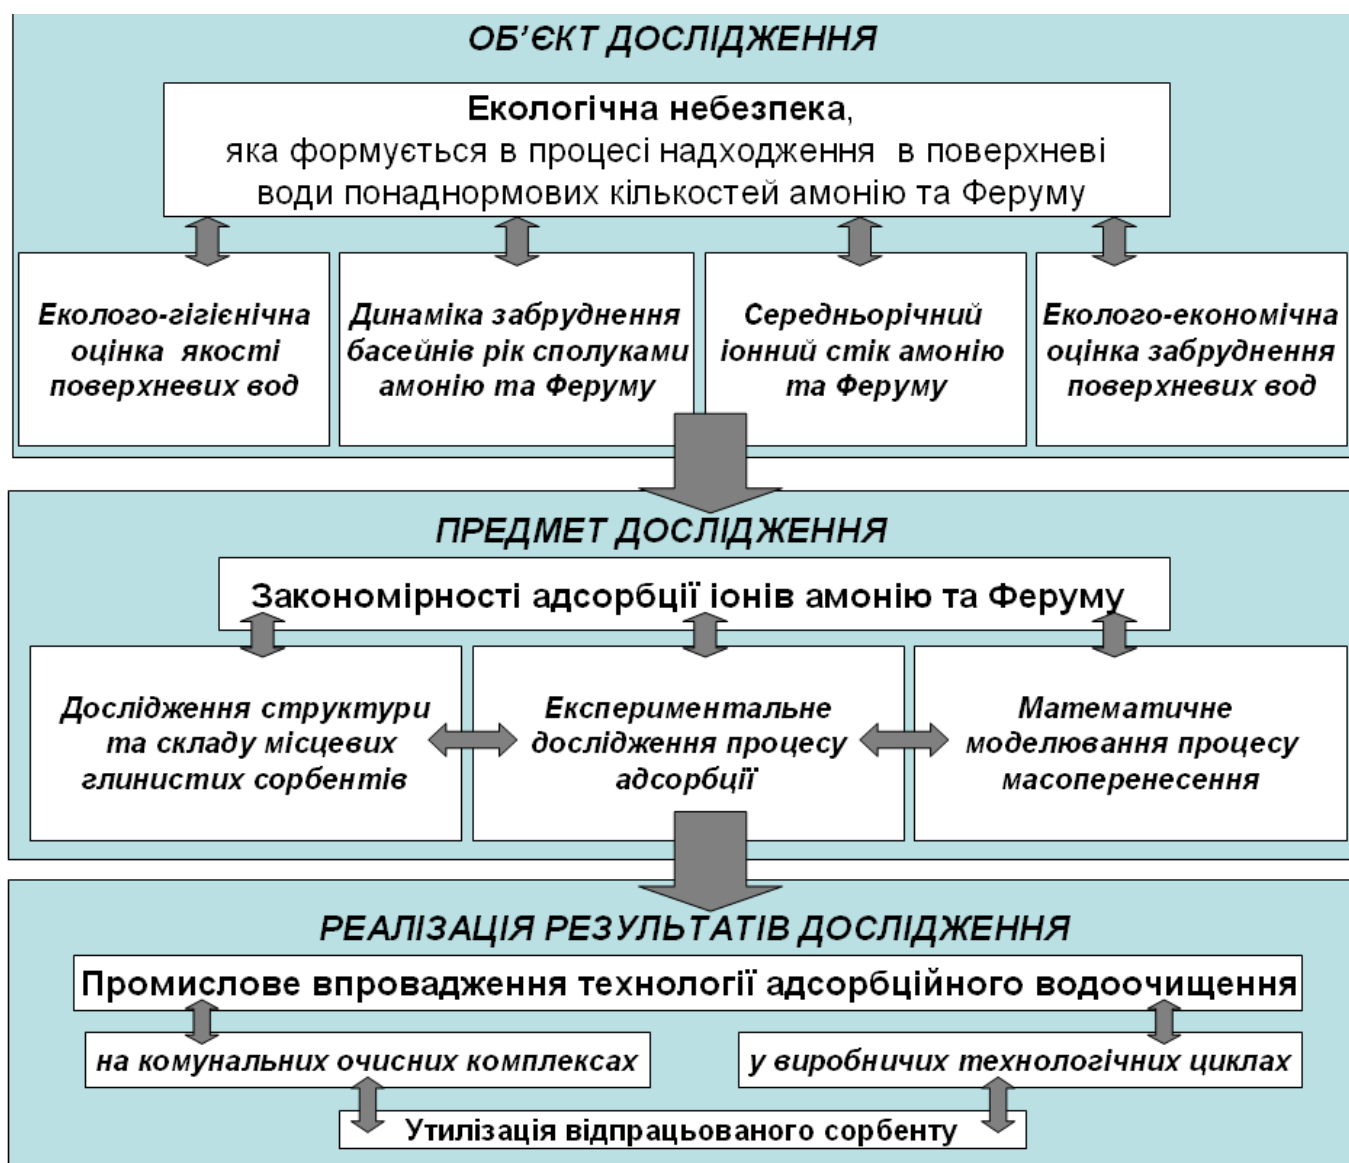 ОБ’ЄКТ ДОСЛІДЖЕННЯ
Екологічна небезпека,
яка формується в процесі надходження в поверхневі
води понаднормових кількостей амонію та Феруму
Еколого-гігієнічна
оцінка якості
поверхневих вод
Динаміка забруднення
басейнів рік сполуками
амонію та Феруму
Середньорічний
іонний стік амонію
та Феруму
Еколого-економічна
оцінка забруднення
поверхневих вод
ПРЕДМЕТ ДОСЛІДЖЕННЯ
Закономірності адсорбції іонів амонію та Феруму
Дослідження структури
та складу місцевих
глинистих сорбентів
Експериментальне
дослідження процесу
адсорбції
Математичне
моделювання процесу
масоперенесення
РЕАЛІЗАЦІЯ РЕЗУЛЬТАТІВ ДОСЛІДЖЕННЯ
Промислове впровадження технології адсорбційного водоочищення
на комунальних очисних комплексах
у виробничих технологічних циклах
Утилізація відпрацьованого сорбенту